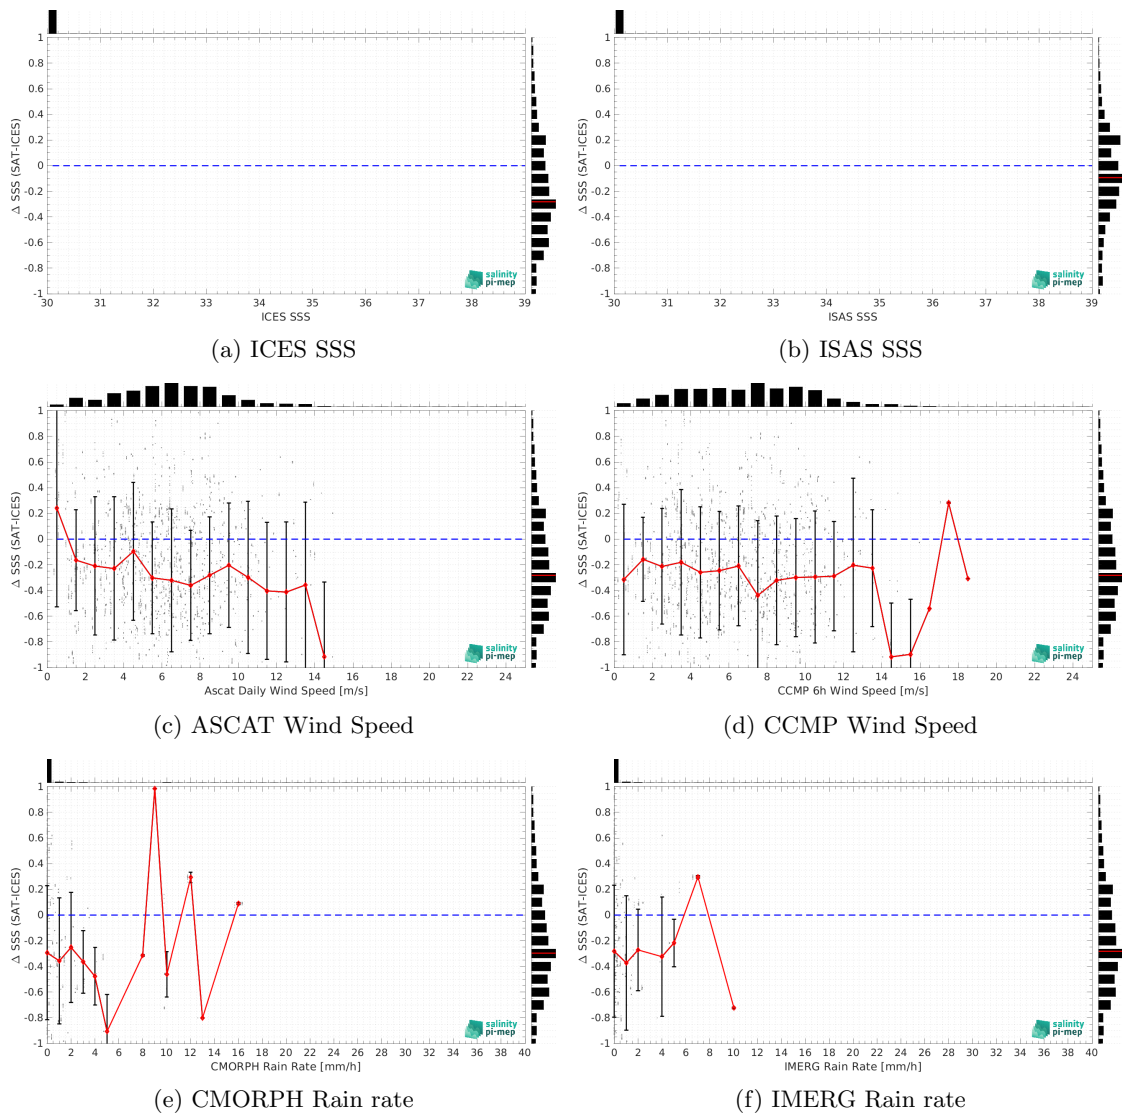 1
0.8
0.6
0.4
0.2
0
-0.2
-0.4
-0.6
-0.8
-1
Δ SSS (SAT-ICES)
30 31 32 33 34 35 36 37 38 39
ICES SSS
salinity
pi-mep
(a) ICES SSS
1
0.8
0.6
0.4
0.2
0
-0.2
-0.4
-0.6
-0.8
-1
Δ SSS (SAT-ICES)
30 31 32 33 34 35 36 37 38 39
ISAS SSS
salinity
pi-mep
(b) ISAS SSS
1
0.8
0.6
0.4
0.2
0
-0.2
-0.4
-0.6
-0.8
-1
Δ SSS (SAT-ICES)
0 2 4 6 8 10 12 14 16 18 20 22 24
Ascat Daily Wind Speed [m/s]
salinity
pi-mep
(c) ASCAT Wind Speed
1
0.8
0.6
0.4
0.2
0
-0.2
-0.4
-0.6
-0.8
-1
Δ SSS (SAT-ICES)
0 2 4 6 8 10 12 14 16 18 20 22 24
CCMP 6h Wind Speed [m/s]
salinity
pi-mep
(d) CCMP Wind Speed
1
0.8
0.6
0.4
0.2
0
-0.2
-0.4
-0.6
-0.8
-1
Δ SSS (SAT-ICES)
0 2 4 6 8 10 12 14 16 18 20 22 24 26 28 30 32 34 36 38 40
CMORPH Rain Rate [mm/h]
salinity
pi-mep
(e) CMORPH Rain rate
1
0.8
0.6
0.4
0.2
0
-0.2
-0.4
-0.6
-0.8
-1
Δ SSS (SAT-ICES)
0 2 4 6 8 10 12 14 16 18 20 22 24 26 28 30 32 34 36 38 40
IMERG Rain Rate [mm/h]
salinity
pi-mep
(f) IMERG Rain rate